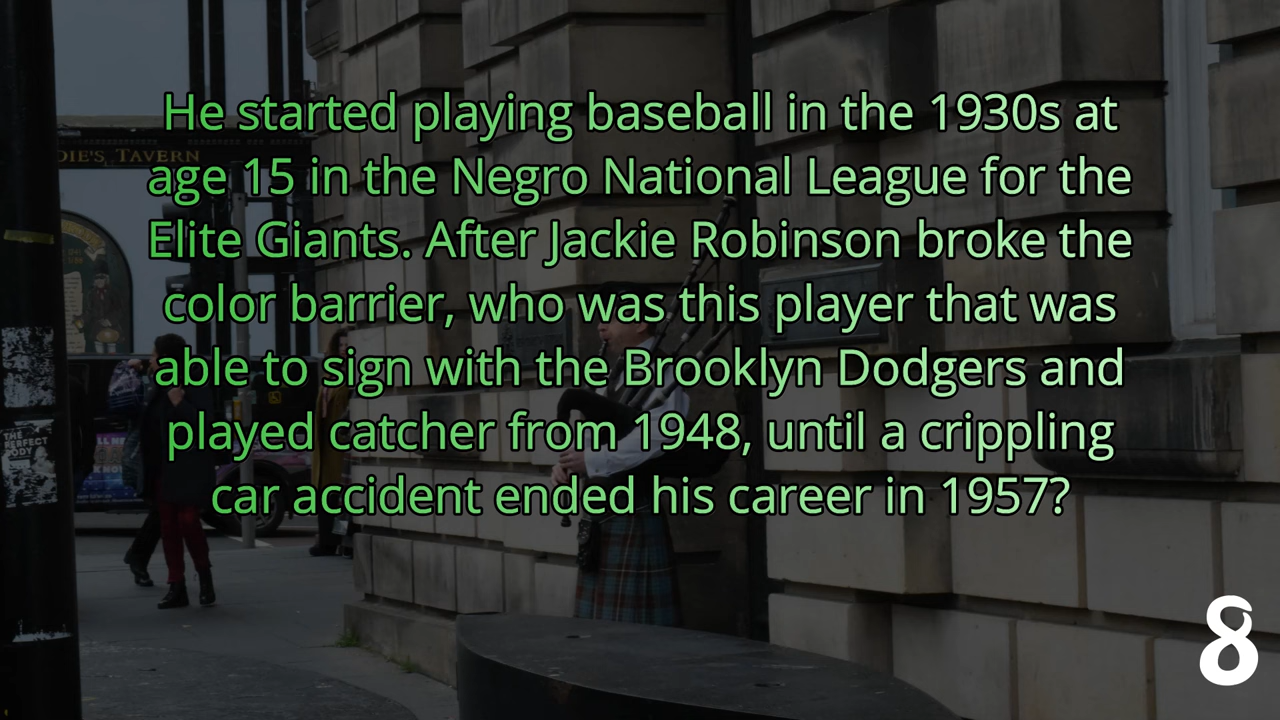 He started playing baseball in the 1930s at
age 15 in the Negro National League for the
Elite Giants. After Jackie Robinson broke the
color barrier, who was this player that was
able to sign with the Brooklyn Dodgers and
played catcher from 1948, until a crippling
car accident ended his career in 1957?
8
DIE'S TAVERN
THE
PERFECT
BODY